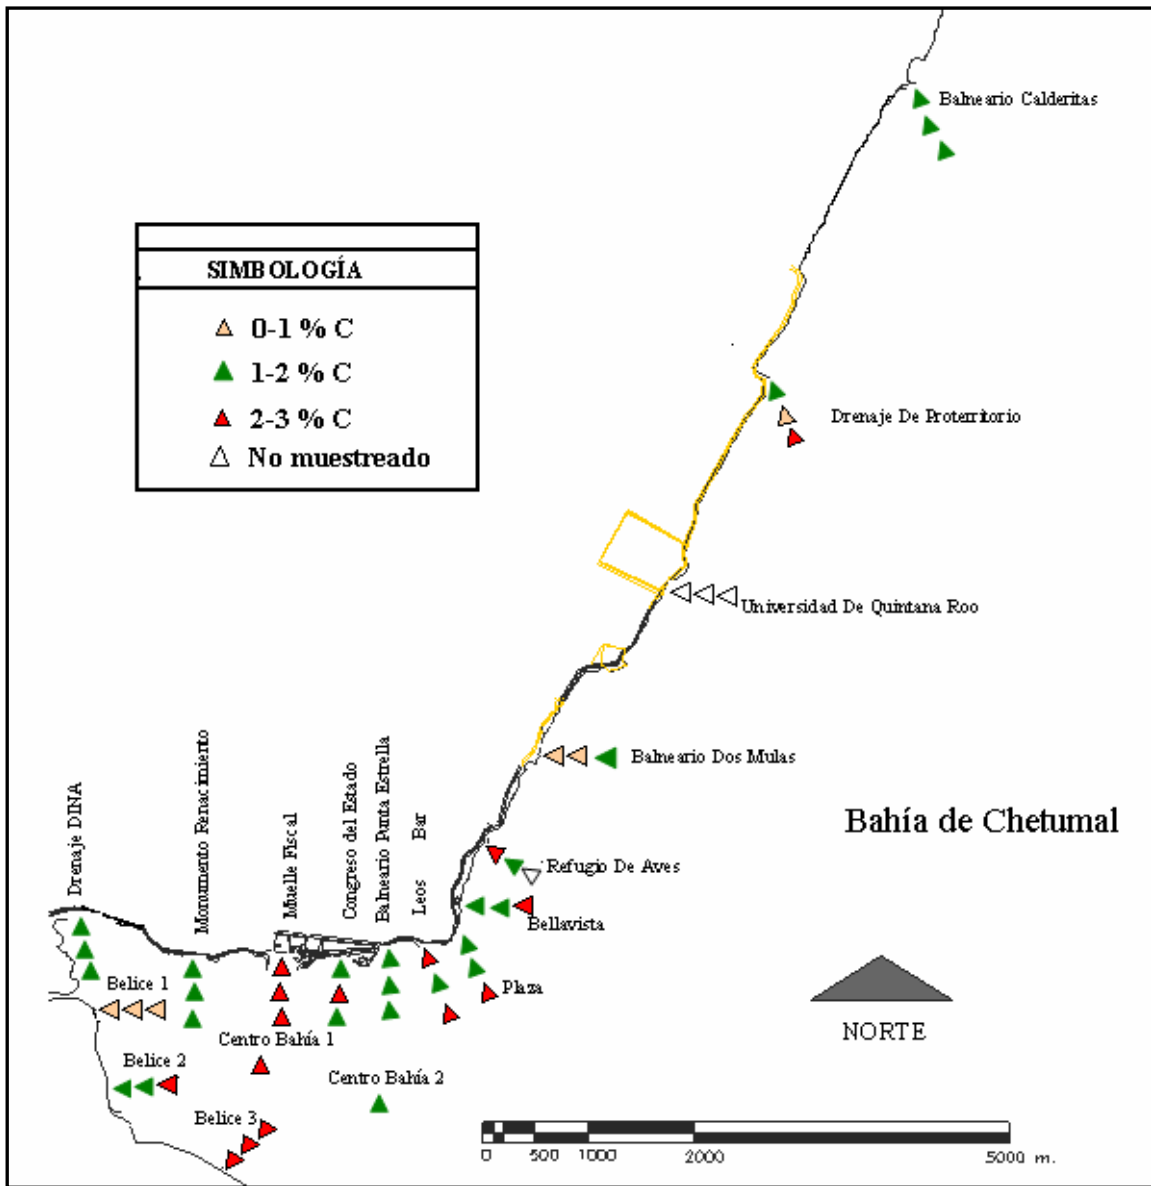 Balneario Calderitas
SIMBOLOGÍA
0-1 % C
1-2 % C
2-3 % C
No muestreado
Drenaje De Proterritorio
Universidad De Quintana Roo
Balneario Dos Mulas
Bahía de Chetumal
Drenaje DINA
Monumento Renacimiento
Muelle Fiscal
Congreso del Estado
Balneario Punta Estrella
Leos Bar
Refugio De Aves
Bellavista
Plaza
Belice 1
NORTE
Centro Bahía 1
Belice 2
Centro Bahía 2
Belice 3
0 500 1000 2000 5000 m.